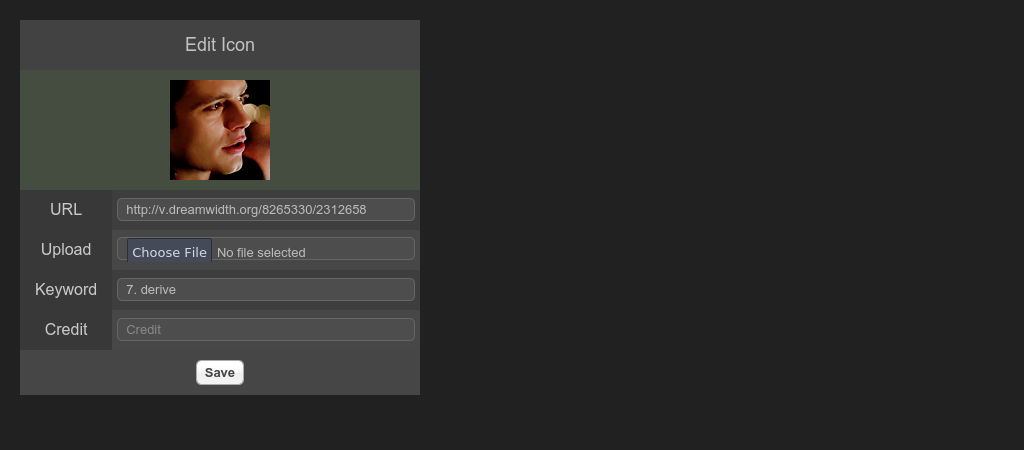 Edit Icon
URL http://v.dreamwidth.org/8265330/2312658
Upload Choose File No file selected
Keyword 7. derive
Credit Credit
Save